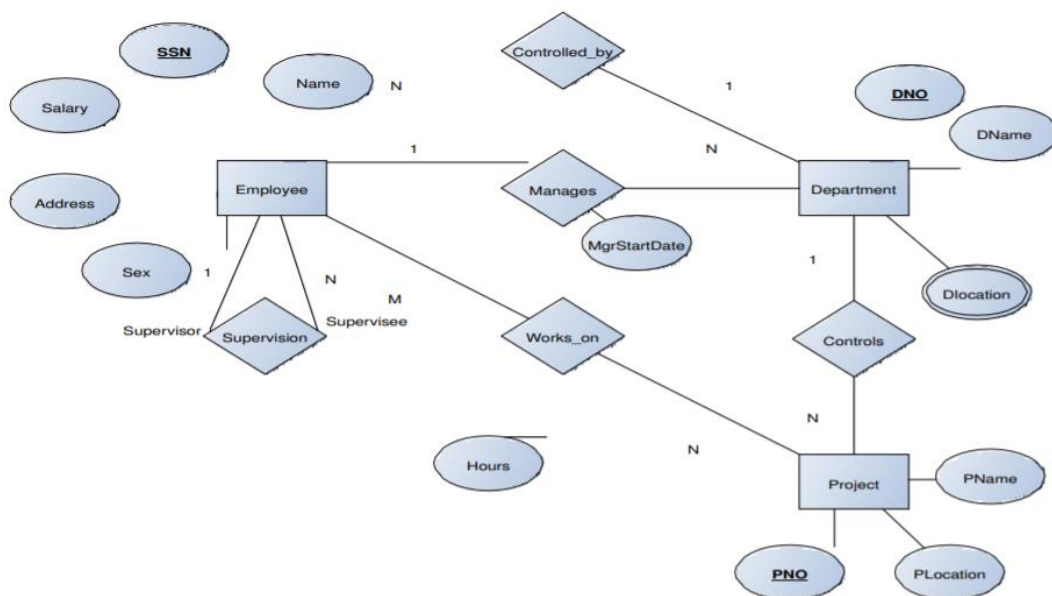 SSN
Controlled_by
Name
N
1
DNO
Salary
DName
1
N
Employee
Manages
Department
Address
MgrStartDate
Sex
1
N
1
Dlocation
M
Supervisor
Supervisee
Supervision
Works_on
Controls
N
N
Hours
PName
Project
PNO
PLocation